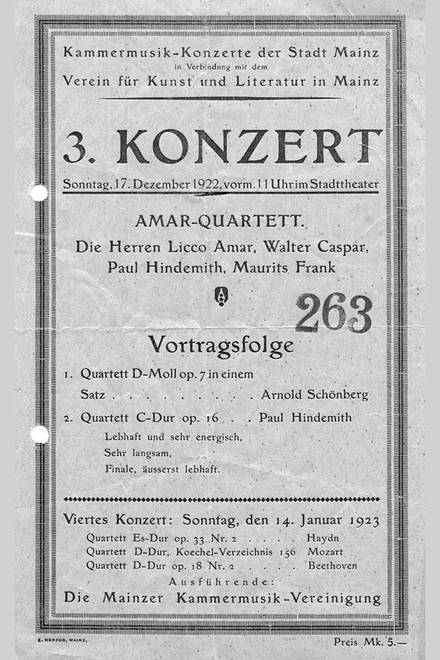 Kammermusik-Konzerte der Stadt Mainz
in Verbindung mit dem
Verein für Kunst und Literatur in Mainz
3. KONZERT
Sonntag, 17. Dezember 1922, vorm. 11 Uhr im Stadttheater
AMAR-QUARTETT.
Die Herren Licco Amar, Walter Caspar,
Paul Hindemith, Maurits Frank
263
Vortragsfolge
1. Quartett D-Moll op. 7 in einem
Satz . . . . . . . . . Arnold Schönberg
2. Quartett C-Dur op. 16 . . Paul Hindemith
Lebhaft und sehr energisch,
Sehr langsam,
Finale, äusserst lebhaft.
Viertes Konzert: Sonntag, den 14. Januar 1923
Quartett Es-Dur op. 33. Nr. 2 . . . . Haydn
Quartett D-Dur, Koechel-Verzeichnis 156 Mozart
Quartett D-Dur op. 18 Nr. 2 . . . . Beethoven
Ausführende:
Die Mainzer Kammermusik-Vereinigung
E. HERZOG, MAINZ.
Preis Mk. 5.—